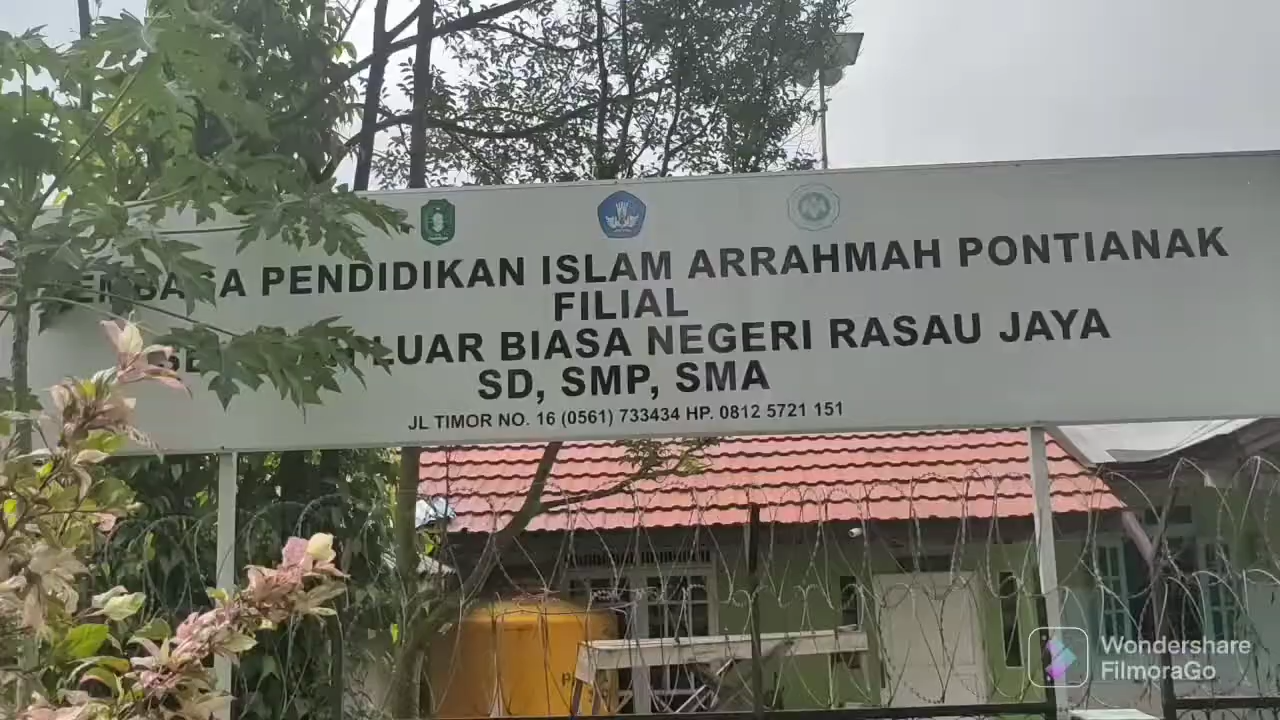 PENDIDIKAN ISLAM ARRAHMAH PONTIANAK
FILIAL
LUAR BIASA NEGERI RASAU JAYA
SD, SMP, SMA
JL TIMOR NO. 16 (0561) 733434 HP. 0812 5721 151
Wondershare
FilmoraGo